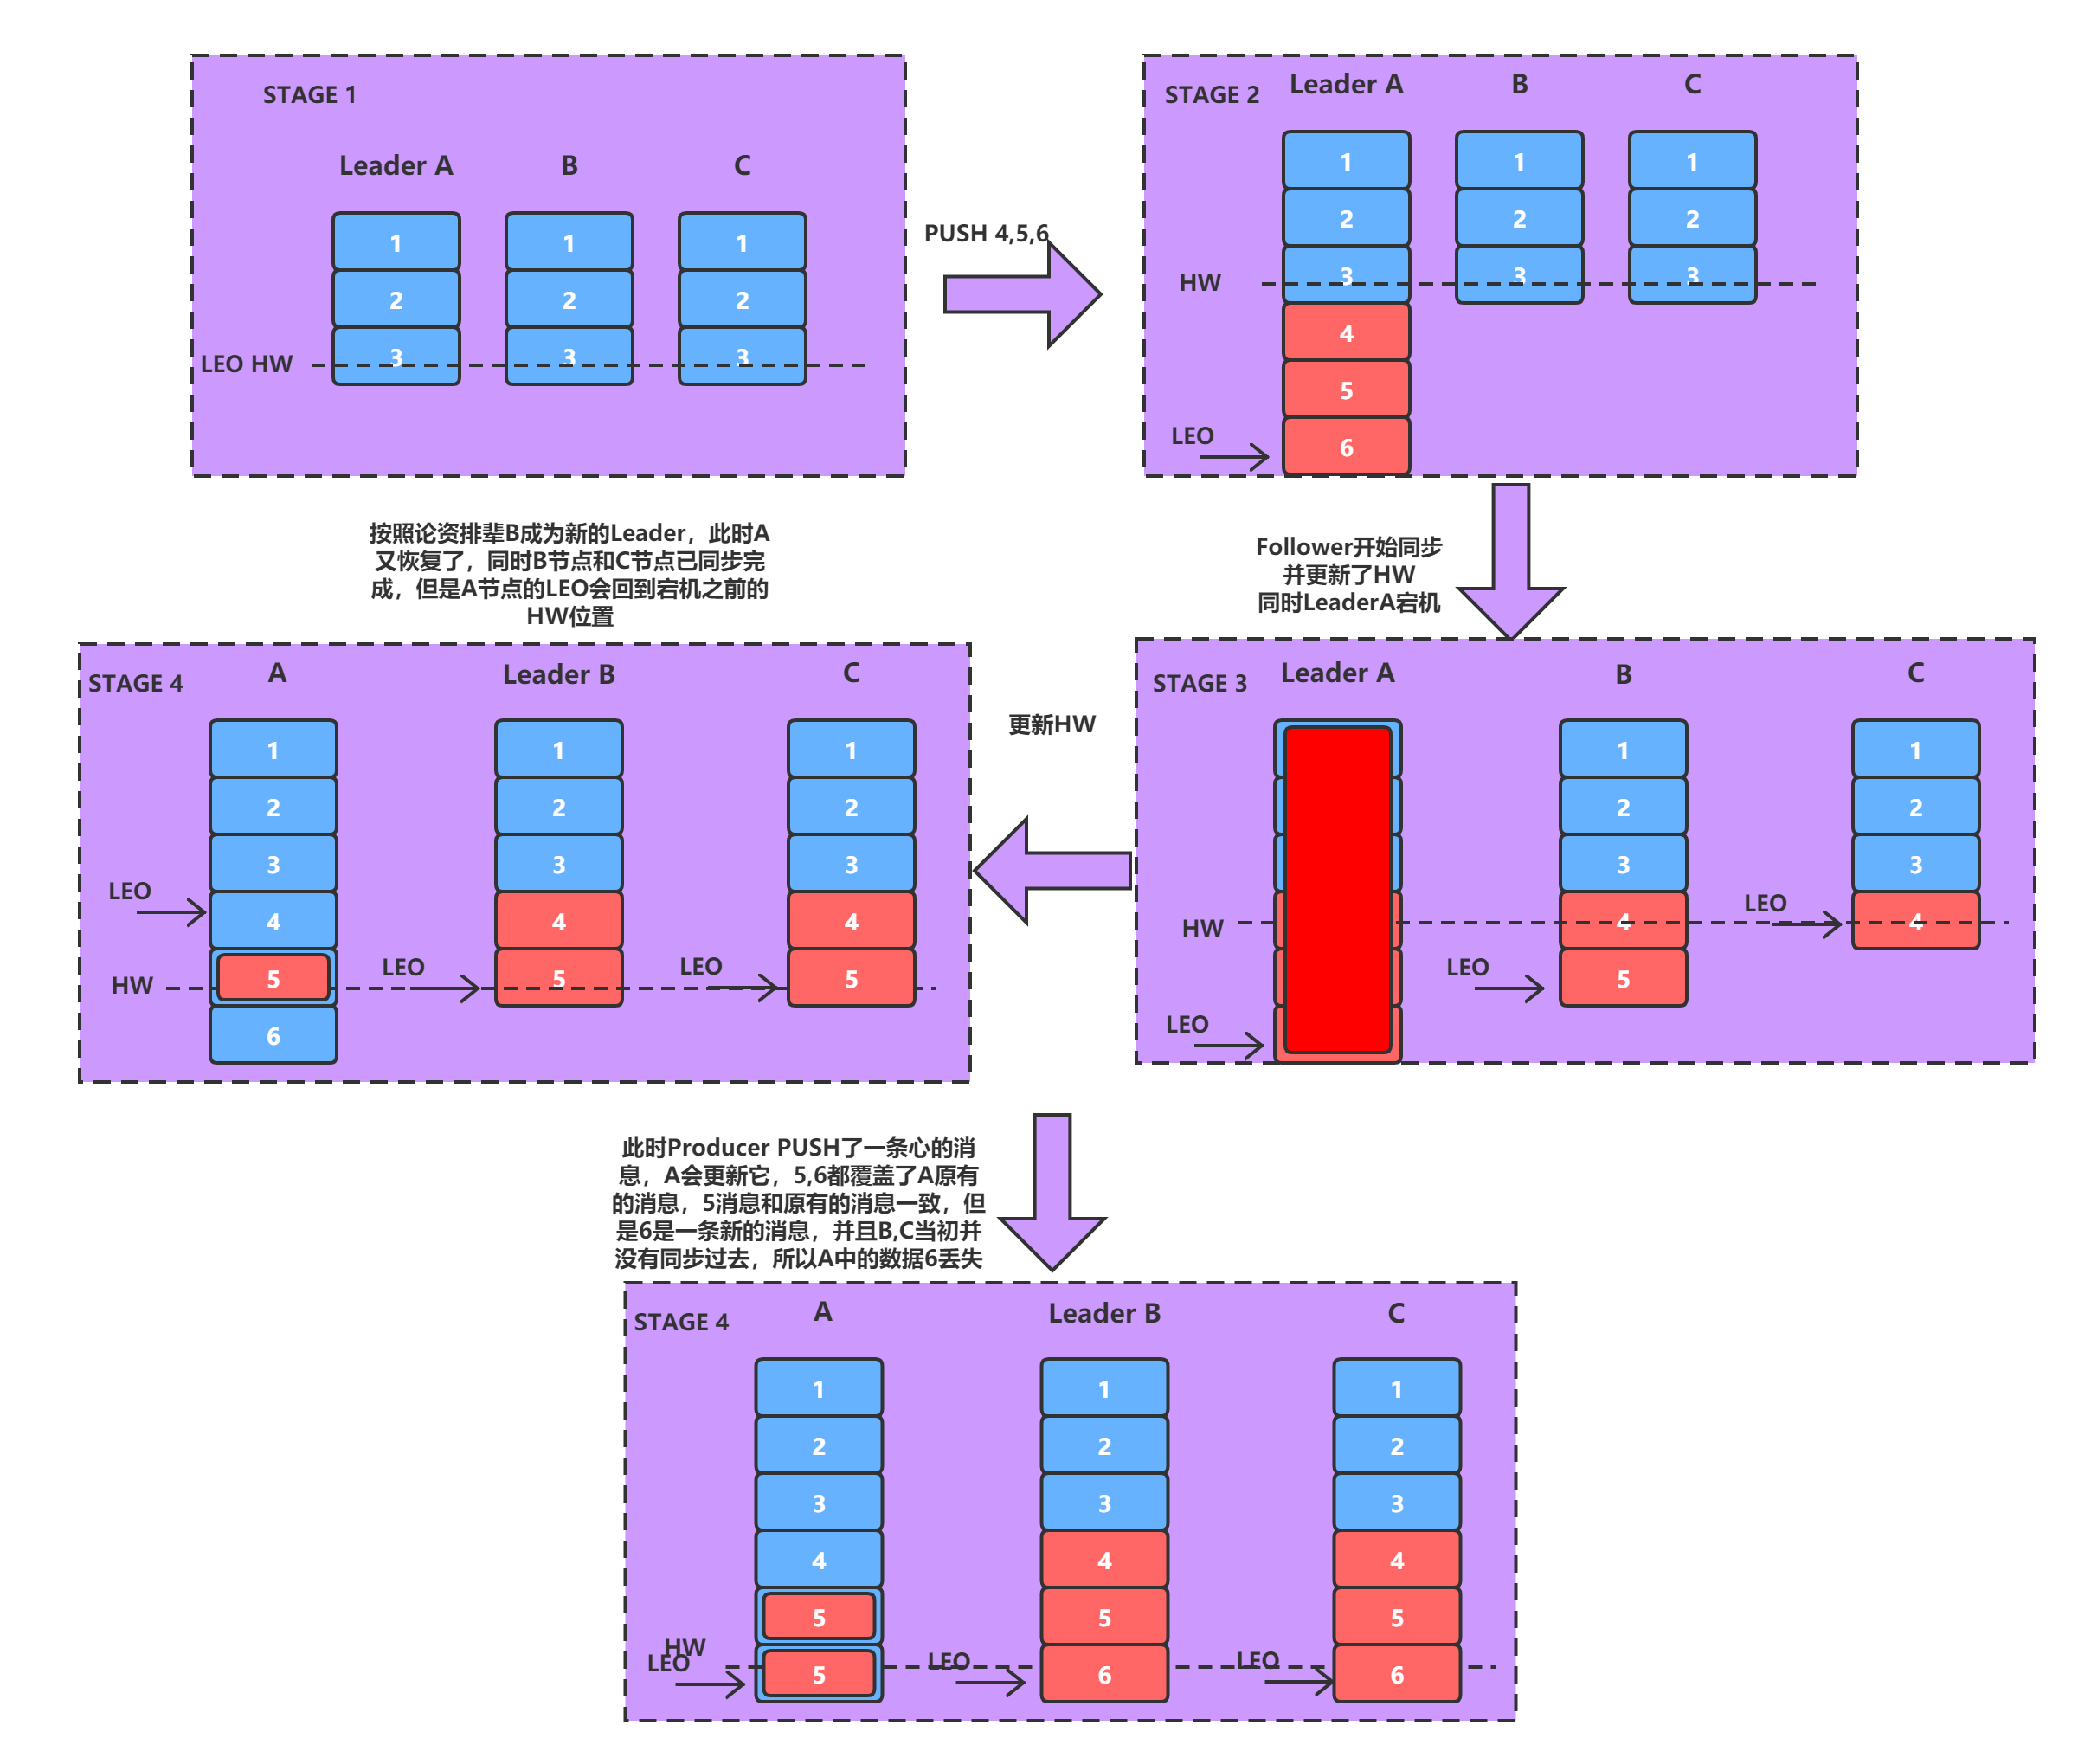 STAGE 1
Leader A
B
C
1
1
1
2
2
2
3
3
3
LEO HW
PUSH 4,5,6
STAGE 2
Leader A
B
C
1
1
1
2
2
2
3
3
3
HW
4
5
6
LEO
Follower开始同步
并更新了HW
同时LeaderA宕机
STAGE 3
Leader A
B
C
1
1
2
2
3
3
4
4
5
HW
LEO
LEO
LEO
更新HW
按照论资排辈B成为新的Leader，此时A
又恢复了，同时B节点和C节点已同步完
成，但是A节点的LEO会回到宕机之前的
HW位置
STAGE 4
A
Leader B
C
1
1
1
2
2
2
3
3
3
LEO
4
4
4
HW
5
LEO
5
LEO
5
6
此时Producer PUSH了一条心的消
息，A会更新它，5,6都覆盖了A原有
的消息，5消息和原有的消息一致，但
是6是一条新的消息，并且B,C当初并
没有同步过去，所以A中的数据6丢失
STAGE 4
A
Leader B
C
1
1
1
2
2
2
3
3
3
4
4
4
5
5
5
HW
LEO
5
LEO
6
LEO
6